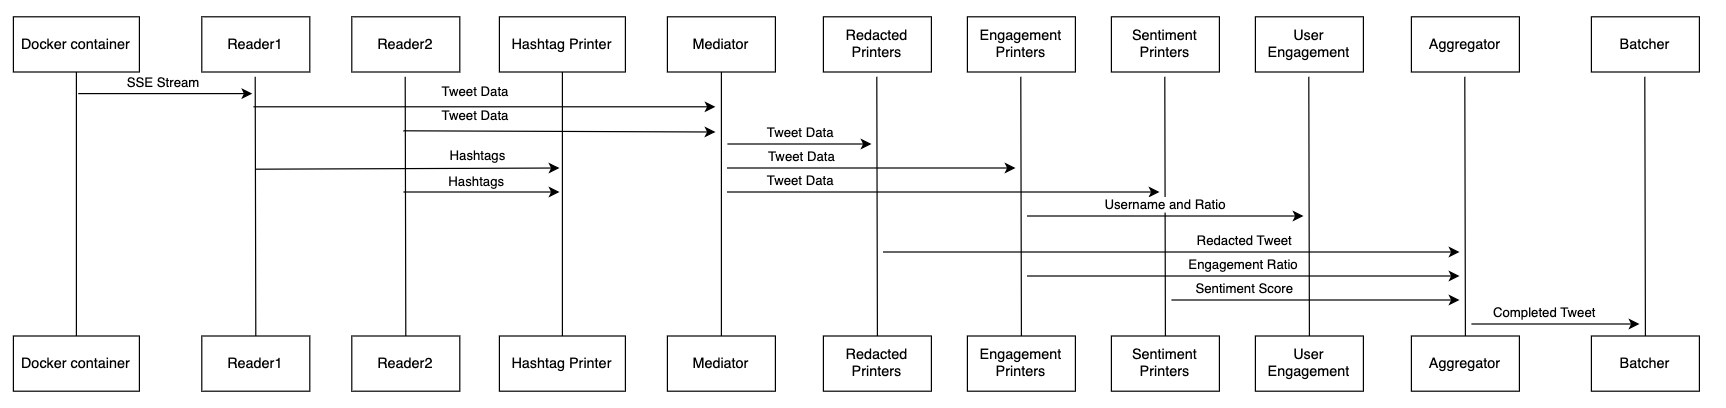 Docker container
Reader1
Reader2
Hashtag Printer
Mediator
Redacted
Printers
Engagement
Printers
Sentiment
Printers
User
Engagement
Aggregator
Batcher
SSE Stream
Tweet Data
Tweet Data
Tweet Data
Hashtags
Tweet Data
Hashtags
Tweet Data
Username and Ratio
Redacted Tweet
Engagement Ratio
Sentiment Score
Completed Tweet
Docker container
Reader1
Reader2
Hashtag Printer
Mediator
Redacted
Printers
Engagement
Printers
Sentiment
Printers
User
Engagement
Aggregator
Batcher